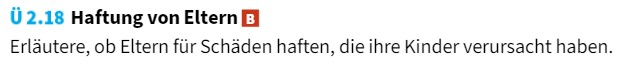 Ü 2.18 Haftung von Eltern B
Erläutere, ob Eltern für Schäden haften, die ihre Kinder verursacht haben.